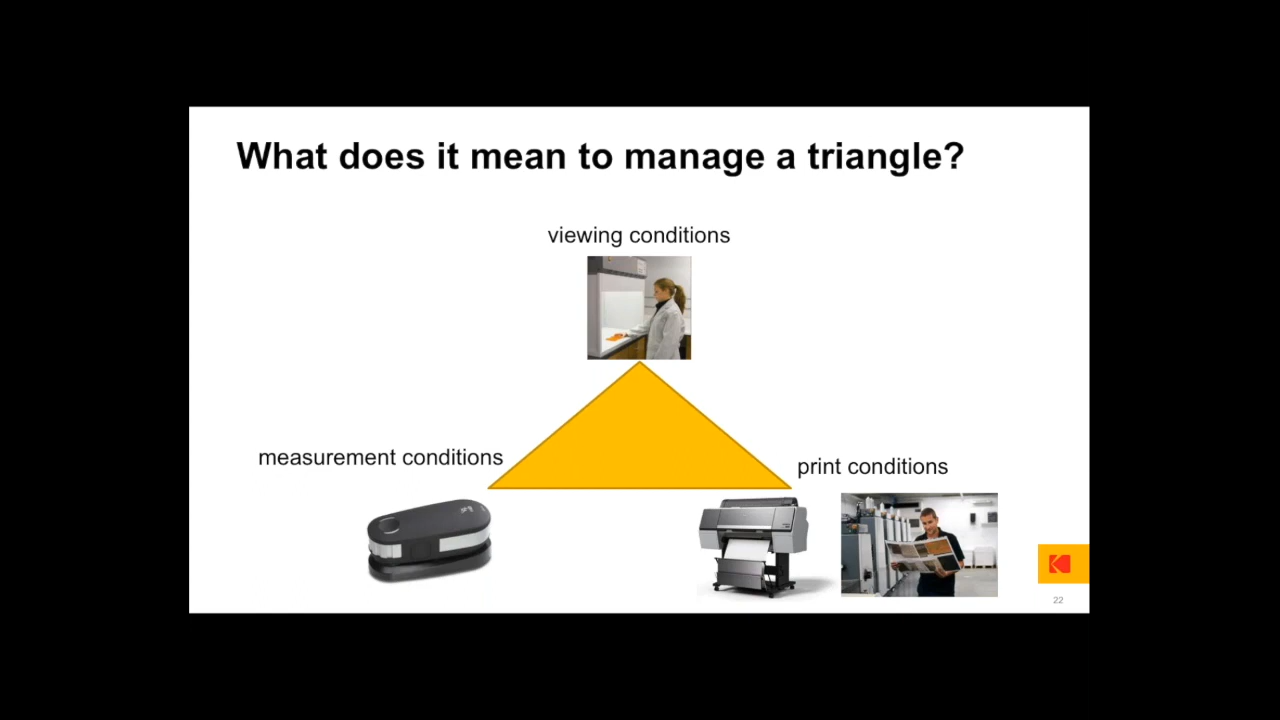 What does it mean to manage a triangle?
viewing conditions
measurement conditions
print conditions
22